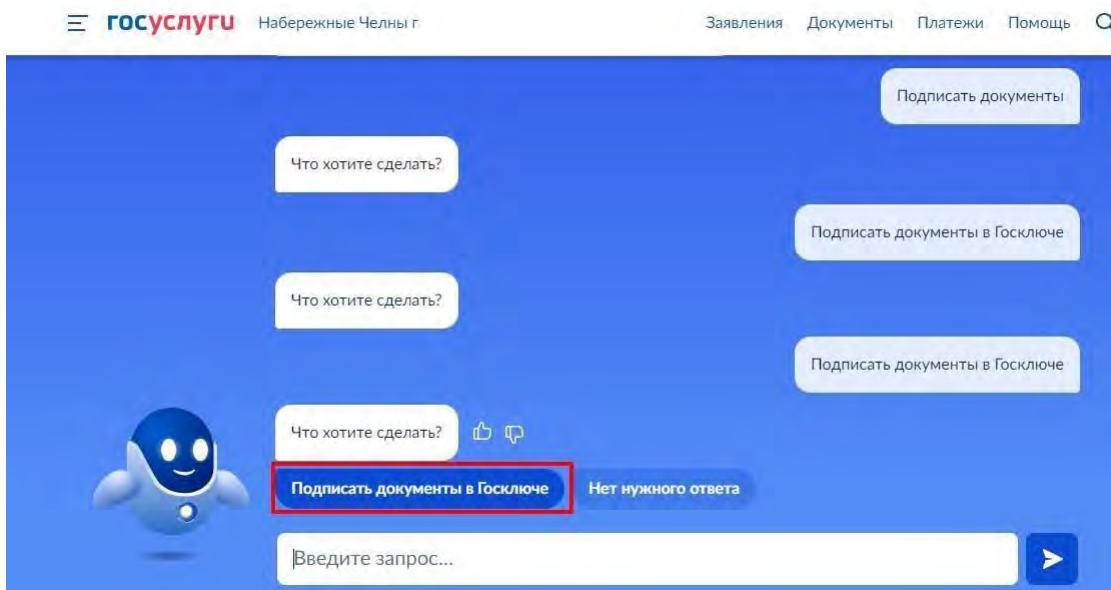 госуслуги Набережные Челны г Заявления Документы Платежи Помощь
Подписать документы
Что хотите сделать?
Подписать документы в Госключе
Что хотите сделать?
Подписать документы в Госключе
Что хотите сделать?
Подписать документы в Госключе Нет нужного ответа
Введите запрос...